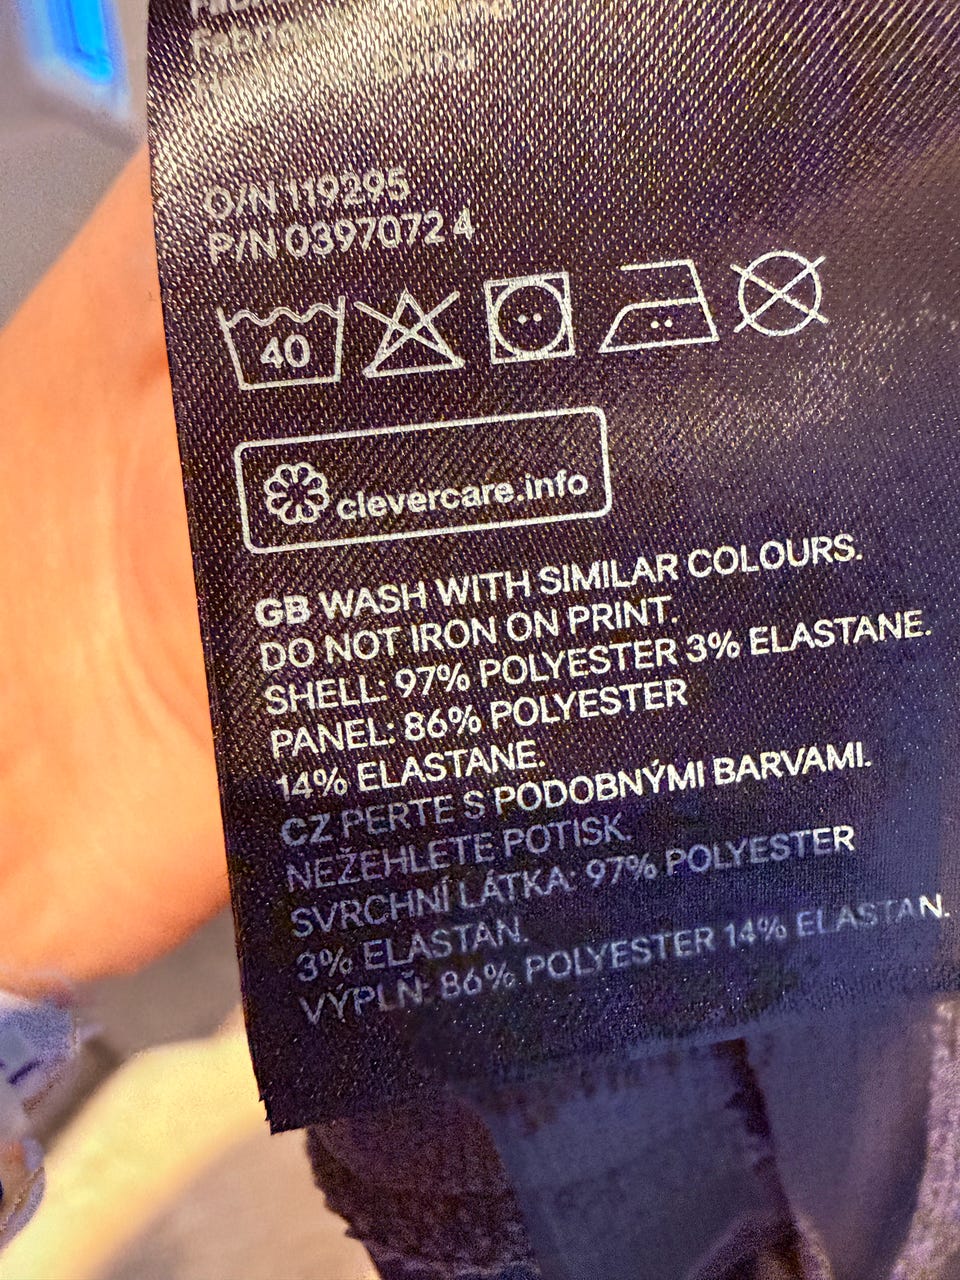 O/N 119295
P/N 0397072 4
40
clevercare.info
GB WASH WITH SIMILAR COLOURS.
DO NOT IRON ON PRINT.
SHELL: 97% POLYESTER 3% ELASTANE.
PANEL: 86% POLYESTER
14% ELASTANE.
CZ PERTE S PODOBNÝMI BARVAMI.
NEŽEHLETE POTISK.
SVRCHNÍ LÁTKA: 97% POLYESTER
3% ELASTAN.
VÝPLŇ: 86% POLYESTER 14% ELASTAN.